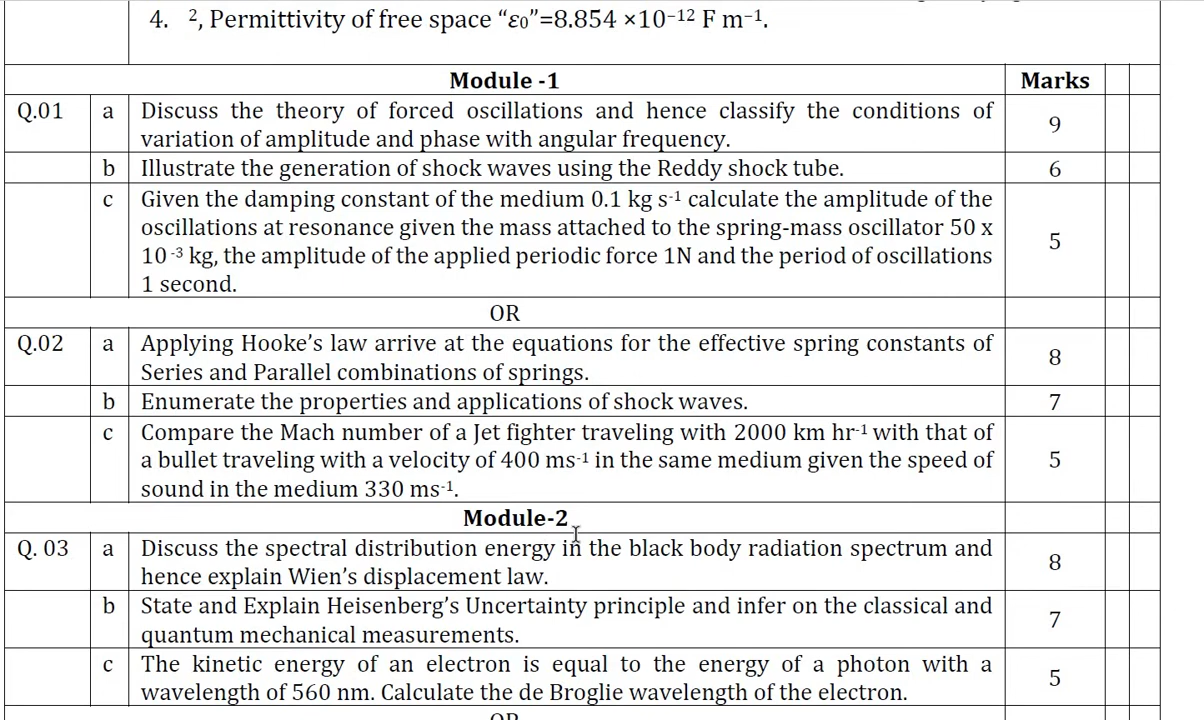 4. ², Permittivity of free space “ε₀”=8.854 ×10⁻¹² F m⁻¹.
Module -1 Marks
Q.01 a Discuss the theory of forced oscillations and hence classify the conditions of
variation of amplitude and phase with angular frequency. 9
b Illustrate the generation of shock waves using the Reddy shock tube. 6
c Given the damping constant of the medium 0.1 kg s⁻¹ calculate the amplitude of the
oscillations at resonance given the mass attached to the spring-mass oscillator 50 x
10 ⁻³ kg, the amplitude of the applied periodic force 1N and the period of oscillations 5
1 second.
OR
Q.02 a Applying Hooke’s law arrive at the equations for the effective spring constants of
Series and Parallel combinations of springs. 8
b Enumerate the properties and applications of shock waves. 7
c Compare the Mach number of a Jet fighter traveling with 2000 km hr⁻¹ with that of
a bullet traveling with a velocity of 400 ms⁻¹ in the same medium given the speed of 5
sound in the medium 330 ms⁻¹.
Module-2
Q. 03 a Discuss the spectral distribution energy in the black body radiation spectrum and
hence explain Wien’s displacement law. 8
b State and Explain Heisenberg’s Uncertainty principle and infer on the classical and
quantum mechanical measurements. 7
c The kinetic energy of an electron is equal to the energy of a photon with a
wavelength of 560 nm. Calculate the de Broglie wavelength of the electron. 5
OR